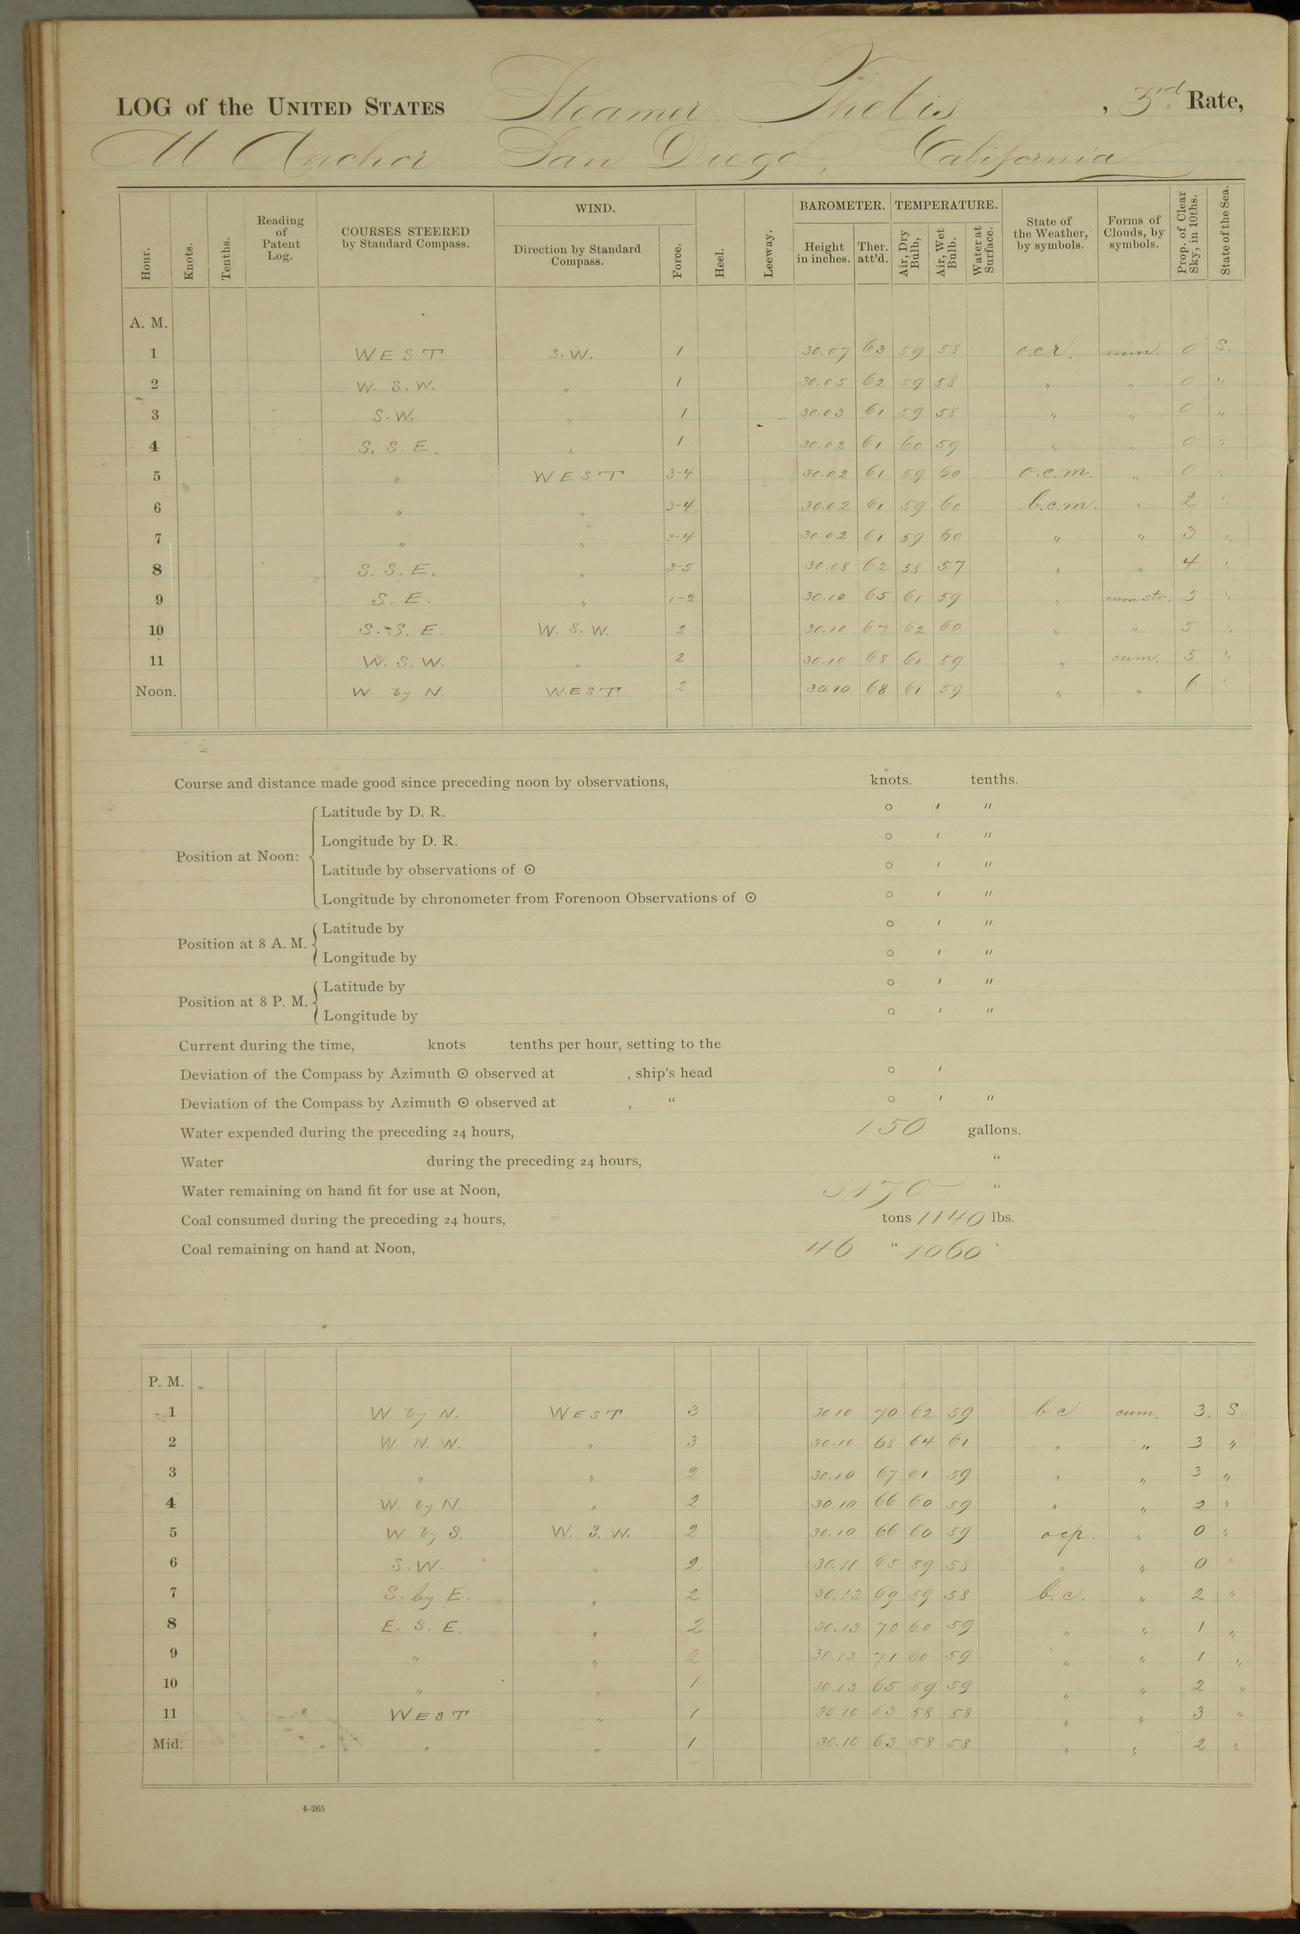 LOG of the UNITED STATES Steamer Thetis, 3rd Rate,
At Anchor San Diego, California
Hour. Knots. Tenths. Reading of Patent Log. COURSES STEERED by Standard Compass. WIND. Direction by Standard Compass. Force. Heel. Leeway. BAROMETER. Height in inches. Ther. att'd. TEMPERATURE. Air, Dry Bulb, Air, Wet Bulb. Water at Surface. State of the Weather, by symbols. Forms of Clouds, by symbols. Prop. of Clear Sky, in 10ths. State of the Sea.
A. M.
1 WEST S.W. 1 30.07 63 59 58 o.c.r. nim. 0 S.
2 W. S.W. " 1 30.05 62 59 58 " " 0 "
3 S.W. " 1 30.03 61 59 58 " " 0 "
4 S. S. E. " 1 30.02 61 60 59 " " 0 "
5 " WEST 3-4 30.02 61 59 60 o.c.m. " 0 "
6 " " 3-4 30.02 61 59 60 b.c.m. " 2 "
7 " " 3-4 30.02 61 59 60 " " 3 "
8 S. S. E. " 3-5 30.08 62 58 57 " " 4 "
9 S. E. " 1-2 30.10 65 61 59 " cum str. 5 "
10 S. S. E. W. S. W. 2 30.10 67 62 60 " " 5 "
11 W. S. W. " 2 30.10 68 61 59 " cum. 5 "
Noon. W. by N WEST 2 30.10 68 61 59 " " 6 "
Course and distance made good since preceding noon by observations, knots. tenths.
Position at Noon: Latitude by D. R. ° ′ ″
Longitude by D. R. ° ′ ″
Latitude by observations of ☉ ° ′ ″
Longitude by chronometer from Forenoon Observations of ☉ ° ′ ″
Position at 8 A. M. Latitude by ° ′ ″
Longitude by ° ′ ″
Position at 8 P. M. Latitude by ° ′ ″
Longitude by ° ′ ″
Current during the time, knots tenths per hour, setting to the
Deviation of the Compass by Azimuth ☉ observed at , ship's head ° ′
Deviation of the Compass by Azimuth ☉ observed at , “ ° ′ ″
Water expended during the preceding 24 hours, 150 gallons.
Water during the preceding 24 hours, “
Water remaining on hand fit for use at Noon, 3170 “
Coal consumed during the preceding 24 hours, tons 1140 lbs.
Coal remaining on hand at Noon, 46 “ 1060 "
P. M.
1 W by N. WEST 3 30.10 70 62 59 b c cum. 3. S.
2 W N. W. " 3 30.10 68 64 61 " " 3 "
3 " " 2 30.10 67 61 59 " " 3 "
4 W. by N. " 2 30.10 66 60 59 " " 2 "
5 W by S. W. S. W. 2 30.10 66 60 59 ocp. " 0 "
6 S.W. " 2 30.11 65 59 58 " " 0 "
7 S. by E. " 2 30.13 69 59 58 b. c. " 2 "
8 E. S. E. " 2 30.13 70 60 59 " " 1 "
9 " " 2 30.13 71 60 59 " " 1 "
10 " " 1 30.13 65 59 59 " " 2 "
11 WEST " 1 30.10 63 58 58 " " 3 "
Mid. " " 1 30.10 63 58 58 " " 2 "
4-265